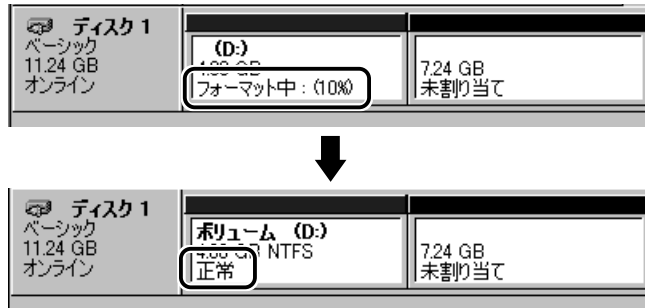 ディスク 1
ベーシック
11.24 GB
オンライン
(D:)
GB
フォーマット中 : (10%)
7.24 GB
未割り当て
ディスク 1
ベーシック
11.24 GB
オンライン
ボリューム (D:)
GB NTFS
正常
7.24 GB
未割り当て